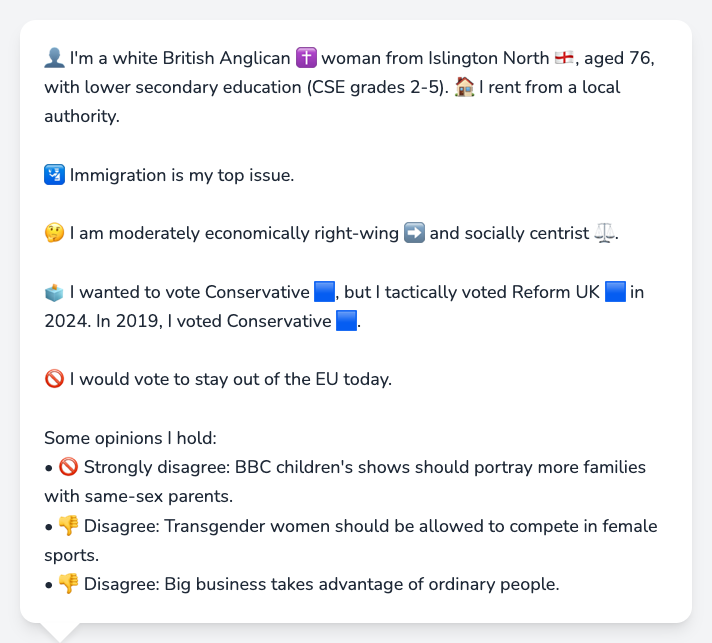 👤 I'm a white British Anglican ✝️ woman from Islington North 🏴󠁧󠁢󠁥󠁮󠁧󠁿, aged 76,
with lower secondary education (CSE grades 2-5). 🏠 I rent from a local
authority.
🛂 Immigration is my top issue.
🤔 I am moderately economically right-wing ➡️ and socially centrist ⚖️.
🗳️ I wanted to vote Conservative 🟦, but I tactically voted Reform UK 🟦 in
2024. In 2019, I voted Conservative 🟦.
🚫 I would vote to stay out of the EU today.
Some opinions I hold:
• 🚫 Strongly disagree: BBC children's shows should portray more families
with same-sex parents.
• 👎 Disagree: Transgender women should be allowed to compete in female
sports.
• 👎 Disagree: Big business takes advantage of ordinary people.